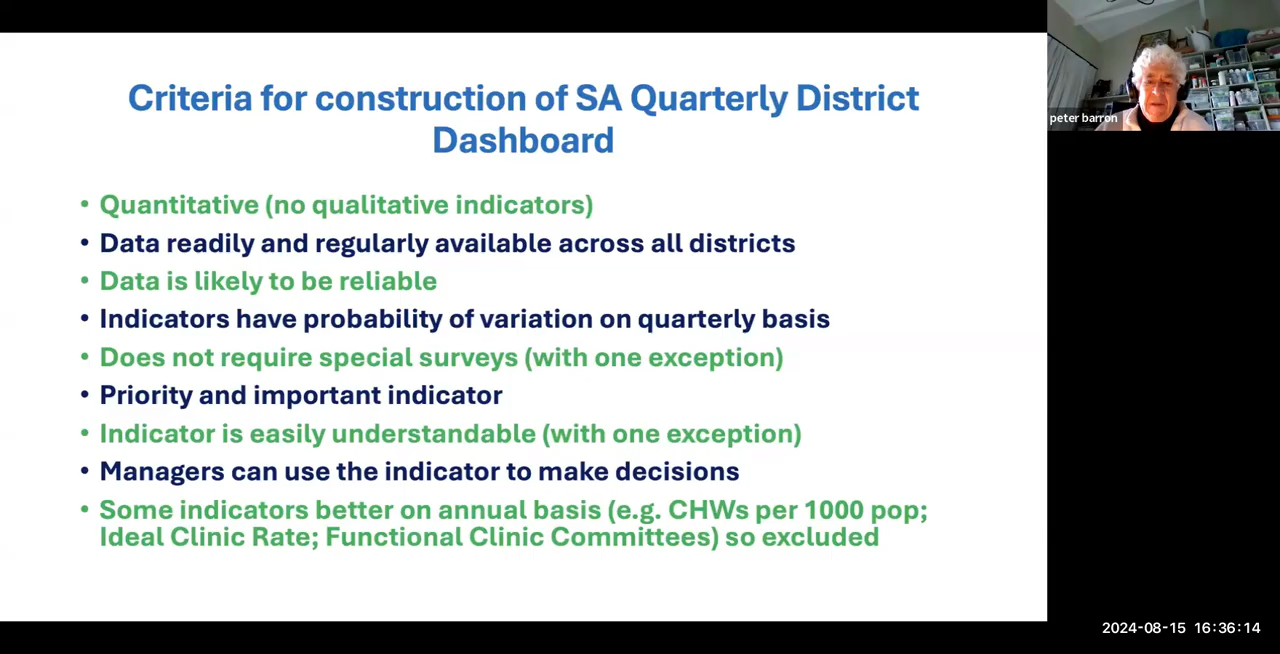 Criteria for construction of SA Quarterly District
Dashboard
• Quantitative (no qualitative indicators)
• Data readily and regularly available across all districts
• Data is likely to be reliable
• Indicators have probability of variation on quarterly basis
• Does not require special surveys (with one exception)
• Priority and important indicator
• Indicator is easily understandable (with one exception)
• Managers can use the indicator to make decisions
• Some indicators better on annual basis (e.g. CHWs per 1000 pop;
Ideal Clinic Rate; Functional Clinic Committees) so excluded
peter barron
2024-08-15 16:36:14